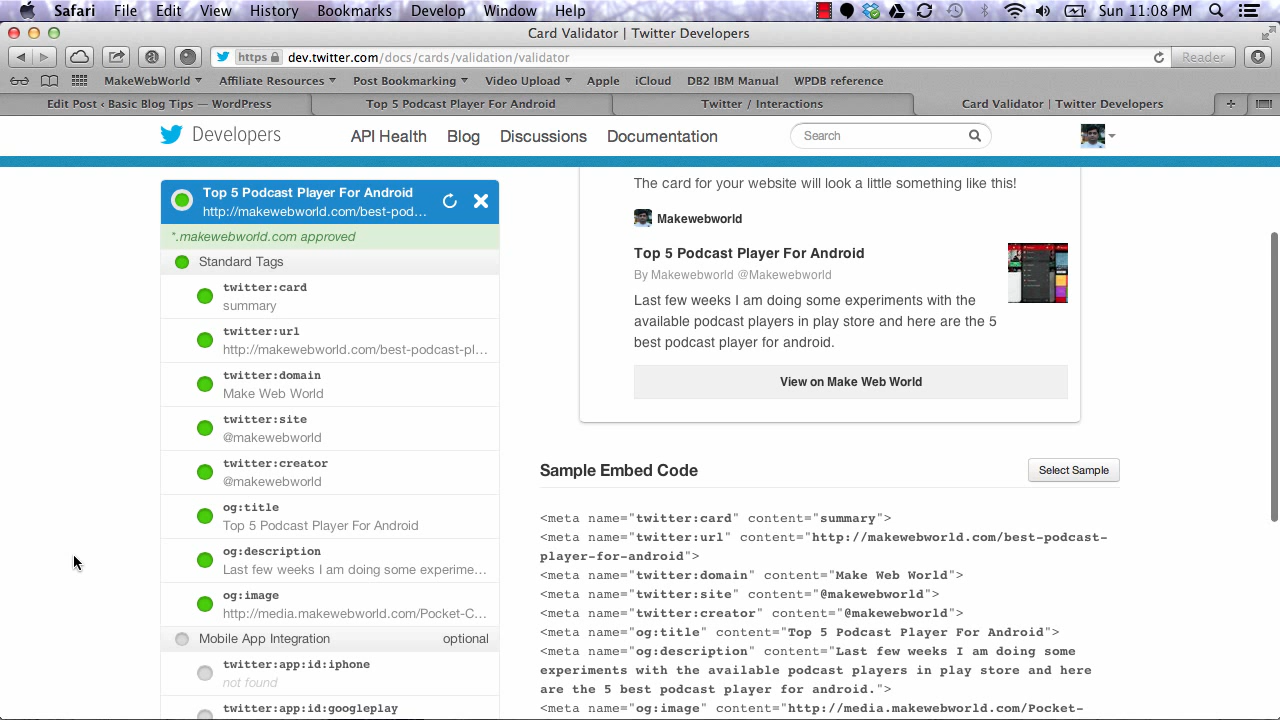 Safari File Edit View History Bookmarks Develop Window Help Sun 11:08 PM
Card Validator | Twitter Developers
https dev.twitter.com/docs/cards/validation/validator Reader
MakeWebWorld Affiliate Resources Post Bookmarking Video Upload Apple iCloud DB2 IBM Manual WPDB reference
Edit Post ‹ Basic Blog Tips — WordPress Top 5 Podcast Player For Android Twitter / Interactions Card Validator | Twitter Developers
Developers API Health Blog Discussions Documentation Search
Top 5 Podcast Player For Android
http://makewebworld.com/best-pod...
*.makewebworld.com approved
Standard Tags
twitter:card
summary
twitter:url
http://makewebworld.com/best-podcast-pl...
twitter:domain
Make Web World
twitter:site
@makewebworld
twitter:creator
@makewebworld
og:title
Top 5 Podcast Player For Android
og:description
Last few weeks I am doing some experime...
og:image
http://media.makewebworld.com/Pocket-C...
Mobile App Integration optional
twitter:app:id:iphone
not found
twitter:app:id:googleplay
The card for your website will look a little something like this!
Makewebworld
Top 5 Podcast Player For Android
By Makewebworld @Makewebworld
Last few weeks I am doing some experiments with the
available podcast players in play store and here are the 5
best podcast player for android.
View on Make Web World
Sample Embed Code Select Sample
<meta name="twitter:card" content="summary">
<meta name="twitter:url" content="http://makewebworld.com/best-podcast-
player-for-android">
<meta name="twitter:domain" content="Make Web World">
<meta name="twitter:site" content="@makewebworld">
<meta name="twitter:creator" content="@makewebworld">
<meta name="og:title" content="Top 5 Podcast Player For Android">
<meta name="og:description" content="Last few weeks I am doing some
experiments with the available podcast players in play store and here
are the 5 best podcast player for android.">
<meta name="og:image" content="http://media.makewebworld.com/Pocket-